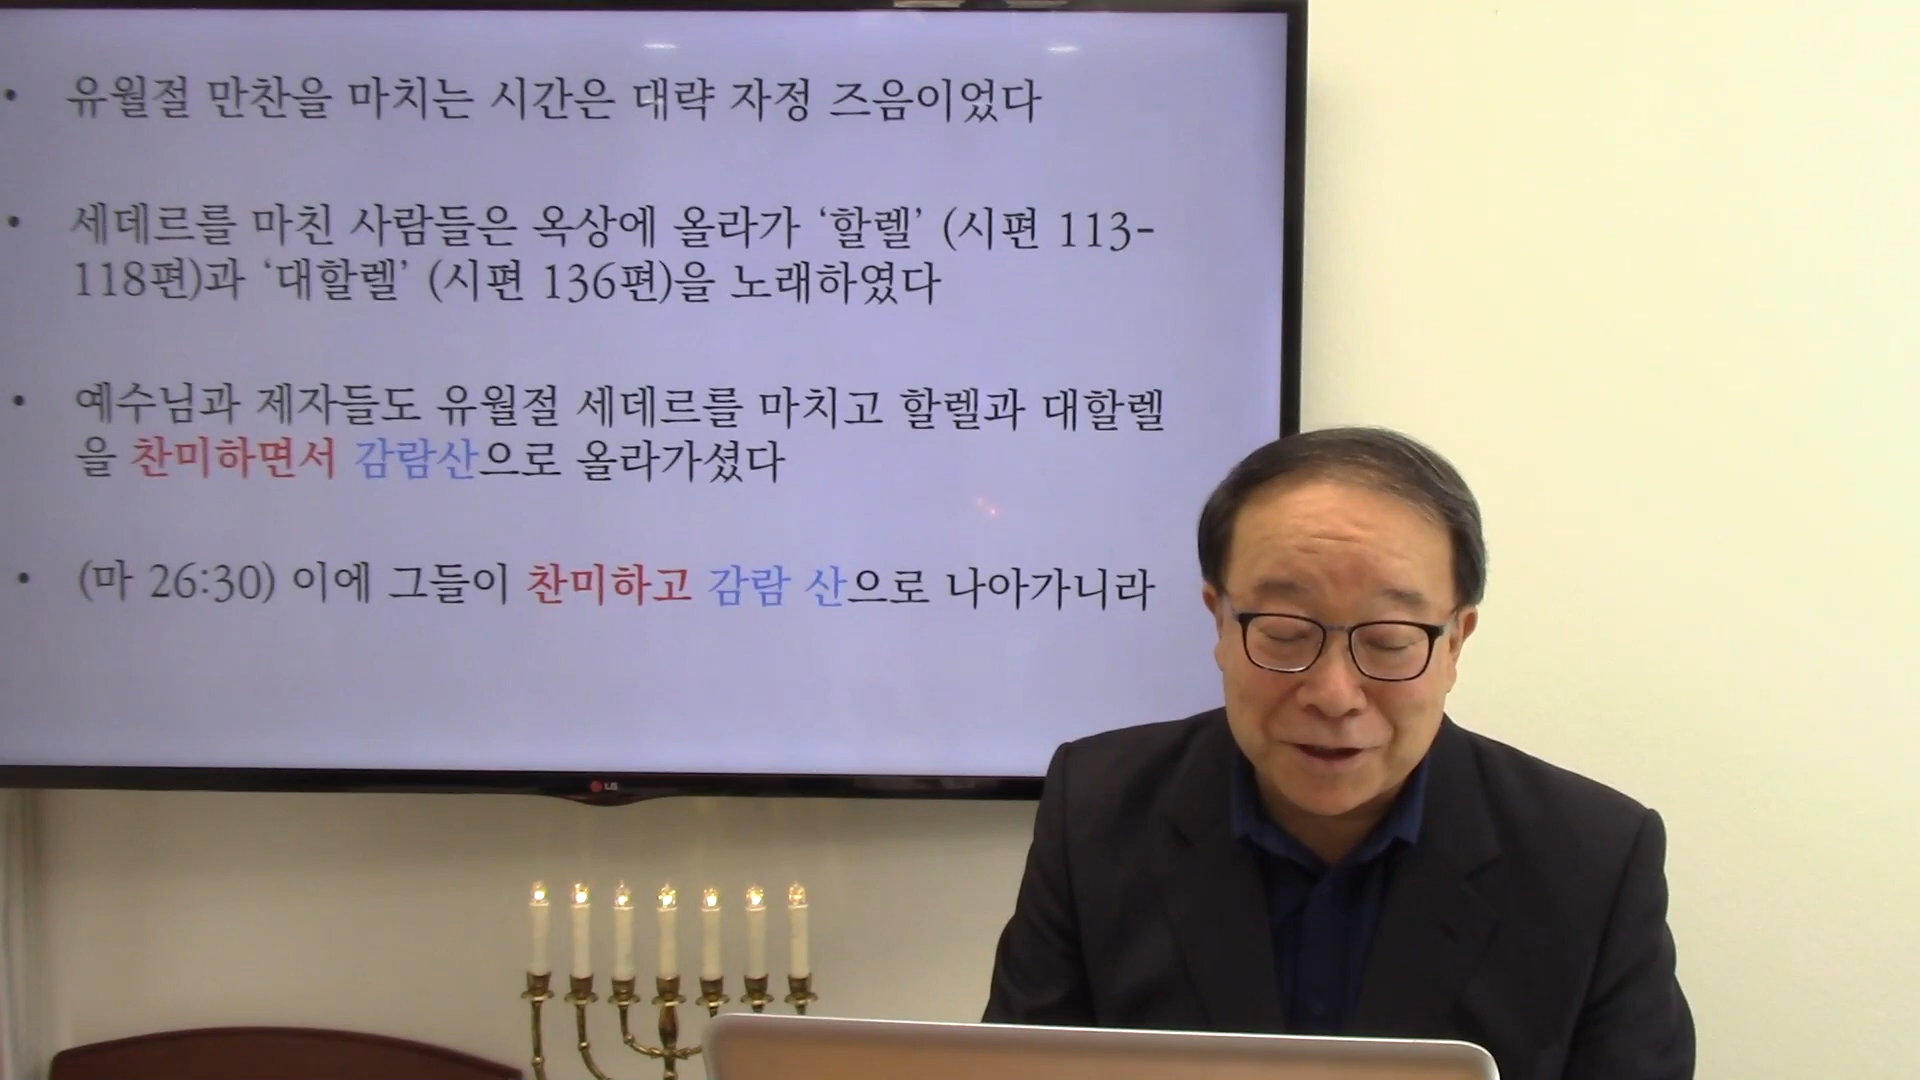 • 유월절 만찬을 마치는 시간은 대략 자정 즈음이었다
• 세데르를 마친 사람들은 옥상에 올라가 ‘할렐’ (시편 113-
118편)과 ‘대할렐’ (시편 136편)을 노래하였다
• 예수님과 제자들도 유월절 세데르를 마치고 할렐과 대할렐
을 찬미하면서 감람산으로 올라가셨다
• (마 26:30) 이에 그들이 찬미하고 감람 산으로 나아가니라
LG